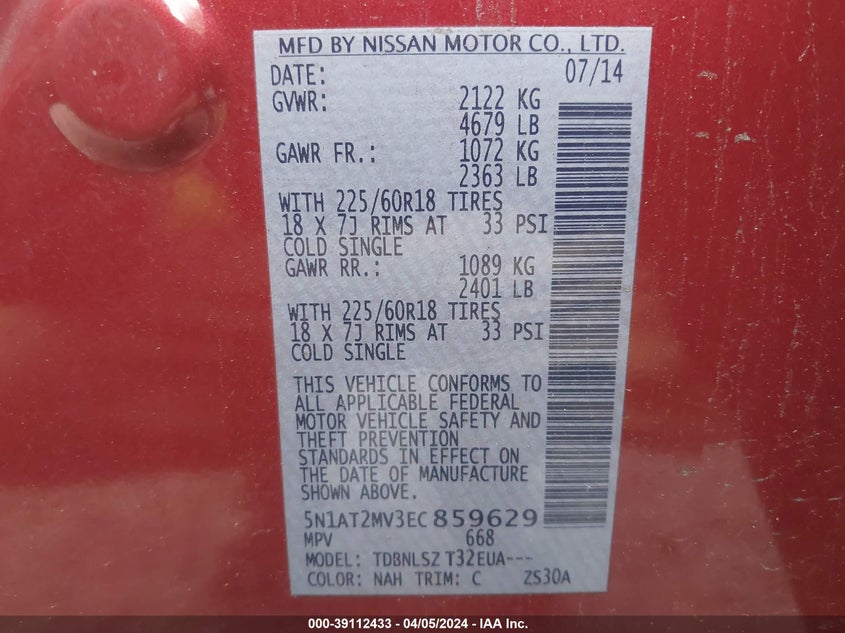 MFD BY NISSAN MOTOR CO., LTD.
DATE: 07/14
GVWR: 2122 KG
4679 LB
GAWR FR.: 1072 KG
2363 LB
WITH 225/60R18 TIRES
18 X 7J RIMS AT 33 PSI
COLD SINGLE
GAWR RR.: 1089 KG
2401 LB
WITH 225/60R18 TIRES
18 X 7J RIMS AT 33 PSI
COLD SINGLE
THIS VEHICLE CONFORMS TO
ALL APPLICABLE FEDERAL
MOTOR VEHICLE SAFETY AND
THEFT PREVENTION
STANDARDS IN EFFECT ON
THE DATE OF MANUFACTURE
SHOWN ABOVE.
5N1AT2MV3EC859629
MPV 668
MODEL: TDBNLSZ T32EUA---
COLOR: NAH TRIM: C ZS30A
000-39112433 - 04/05/2024 - IAA Inc.